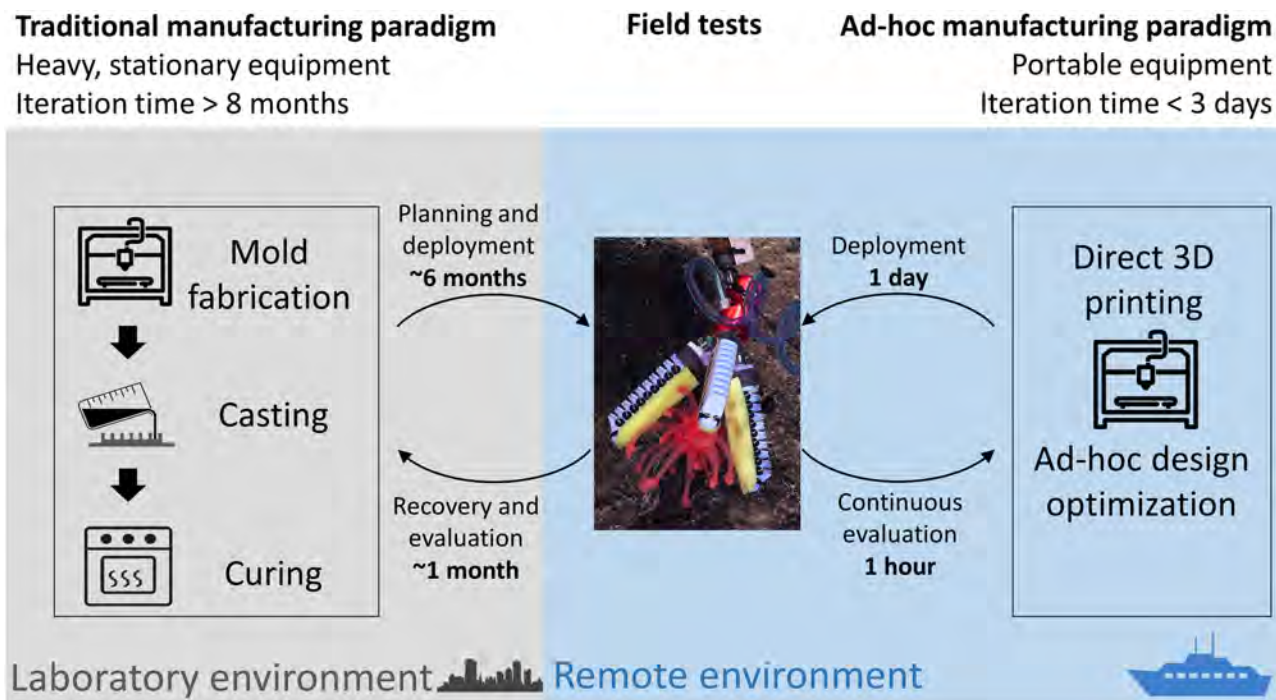 Traditional manufacturing paradigm
Heavy, stationary equipment
Iteration time > 8 months
Field tests
Ad-hoc manufacturing paradigm
Portable equipment
Iteration time < 3 days
Mold
fabrication
Casting
Curing
Planning and
deployment
~6 months
Recovery and
evaluation
~1 month
Deployment
1 day
Continuous
evaluation
1 hour
Direct 3D
printing
Ad-hoc design
optimization
Laboratory environment
Remote environment